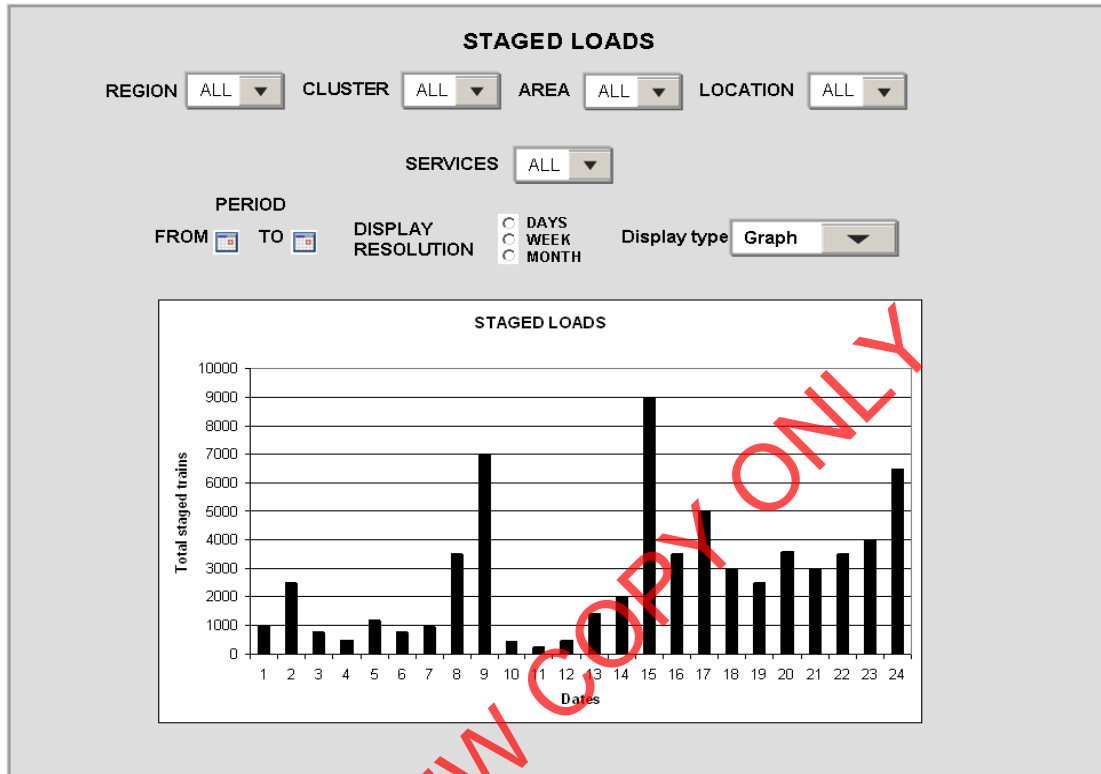 STAGED LOADS
REGION ALL CLUSTER ALL AREA ALL LOCATION ALL
SERVICES ALL
PERIOD
FROM TO DISPLAY RESOLUTION
DAYS
WEEK
MONTH
Display type Graph
STAGED LOADS
10000
9000
8000
7000
6000
5000
4000
3000
2000
1000
0
Total staged trains
1 2 3 4 5 6 7 8 9 10 11 12 13 14 15 16 17 18 19 20 21 22 23 24
Dates
W COPY ONLY